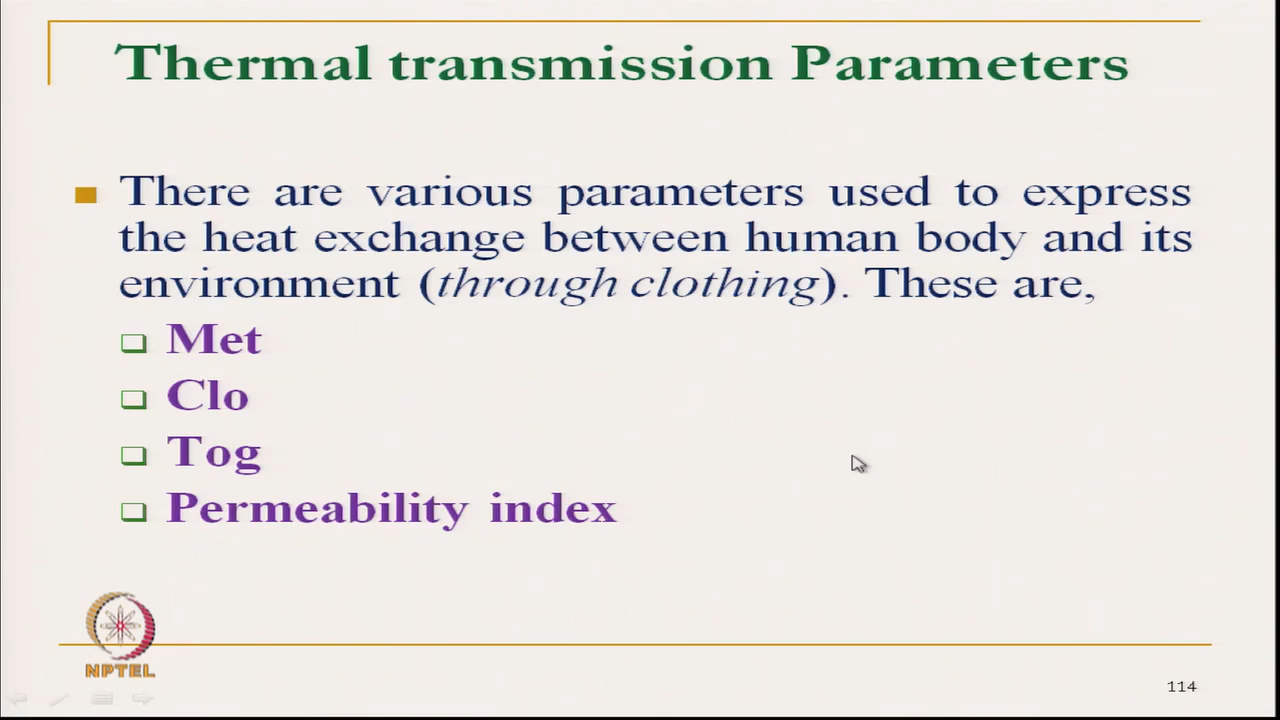 Thermal transmission Parameters
There are various parameters used to express
the heat exchange between human body and its
environment (through clothing). These are,
Met
Clo
Tog
Permeability index
NPTEL
114